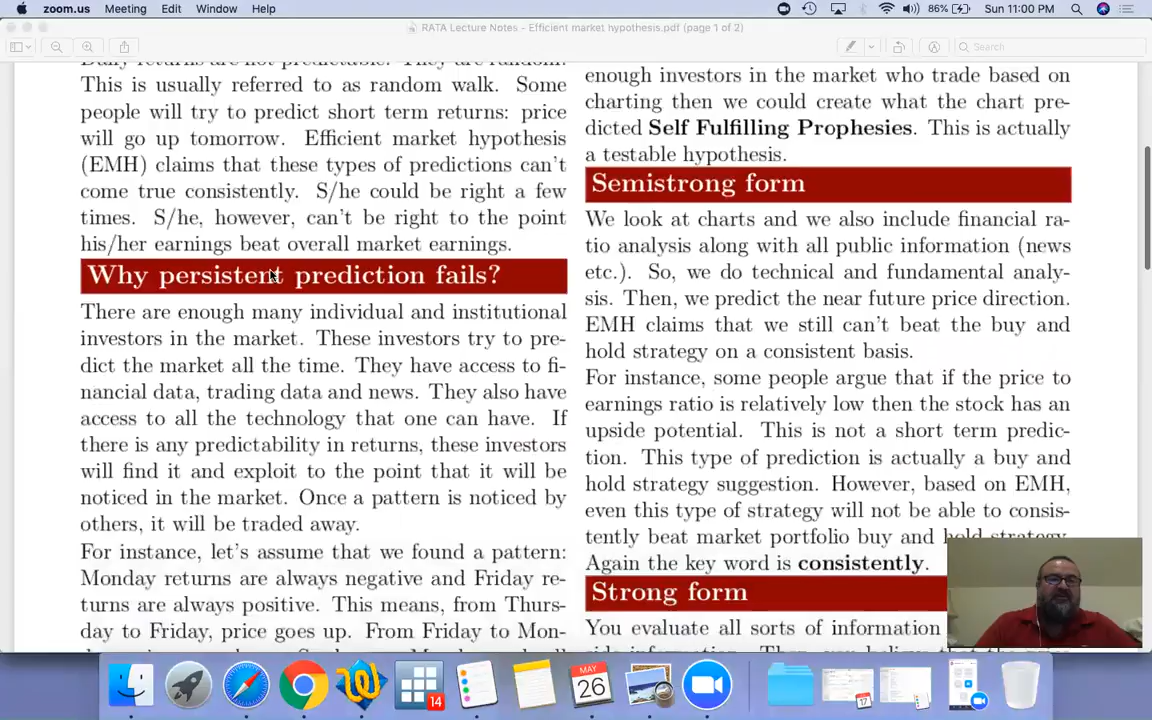 zoom.us Meeting Edit Window Help
86% Sun 11:00 PM
RATA Lecture Notes - Efficient market hypothesis.pdf (page 1 of 2)
Search
Daily returns are not predictable. They are random.
This is usually referred to as random walk. Some
people will try to predict short term returns: price
will go up tomorrow. Efficient market hypothesis
(EMH) claims that these types of predictions can't
come true consistently. S/he could be right a few
times. S/he, however, can't be right to the point
his/her earnings beat overall market earnings.
Why persistent prediction fails?
There are enough many individual and institutional
investors in the market. These investors try to pre-
dict the market all the time. They have access to fi-
nancial data, trading data and news. They also have
access to all the technology that one can have. If
there is any predictability in returns, these investors
will find it and exploit to the point that it will be
noticed in the market. Once a pattern is noticed by
others, it will be traded away.
For instance, let's assume that we found a pattern:
Monday returns are always negative and Friday re-
turns are always positive. This means, from Thurs-
day to Friday, price goes up. From Friday to Mon-
enough investors in the market who trade based on
charting then we could create what the chart pre-
dicted Self Fulfilling Prophesies. This is actually
a testable hypothesis.
Semistrong form
We look at charts and we also include financial ra-
tio analysis along with all public information (news
etc.). So, we do technical and fundamental analy-
sis. Then, we predict the near future price direction.
EMH claims that we still can't beat the buy and
hold strategy on a consistent basis.
For instance, some people argue that if the price to
earnings ratio is relatively low then the stock has an
upside potential. This is not a short term predic-
tion. This type of prediction is actually a buy and
hold strategy suggestion. However, based on EMH,
even this type of strategy will not be able to consis-
tently beat market portfolio buy and hold strategy.
Again the key word is consistently.
Strong form
You evaluate all sorts of information
14
MAY
26
17